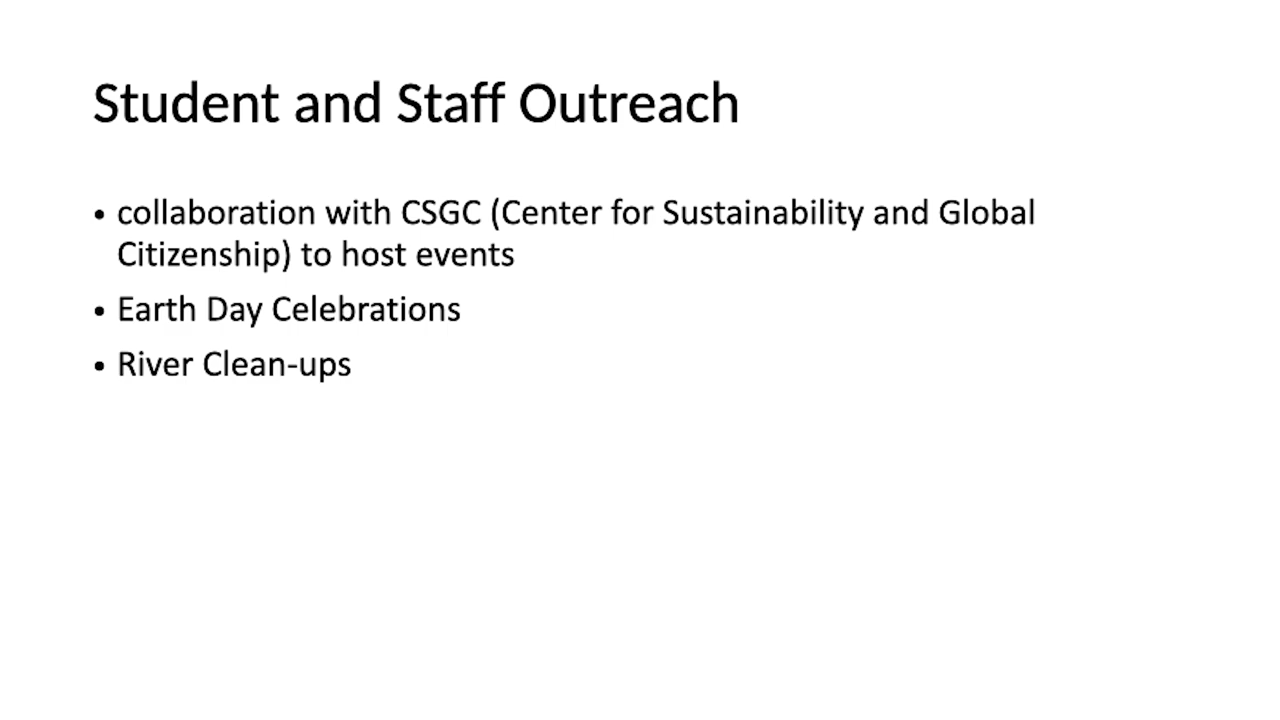 Student and Staff Outreach
• collaboration with CSGC (Center for Sustainability and Global
Citizenship) to host events
• Earth Day Celebrations
• River Clean-ups